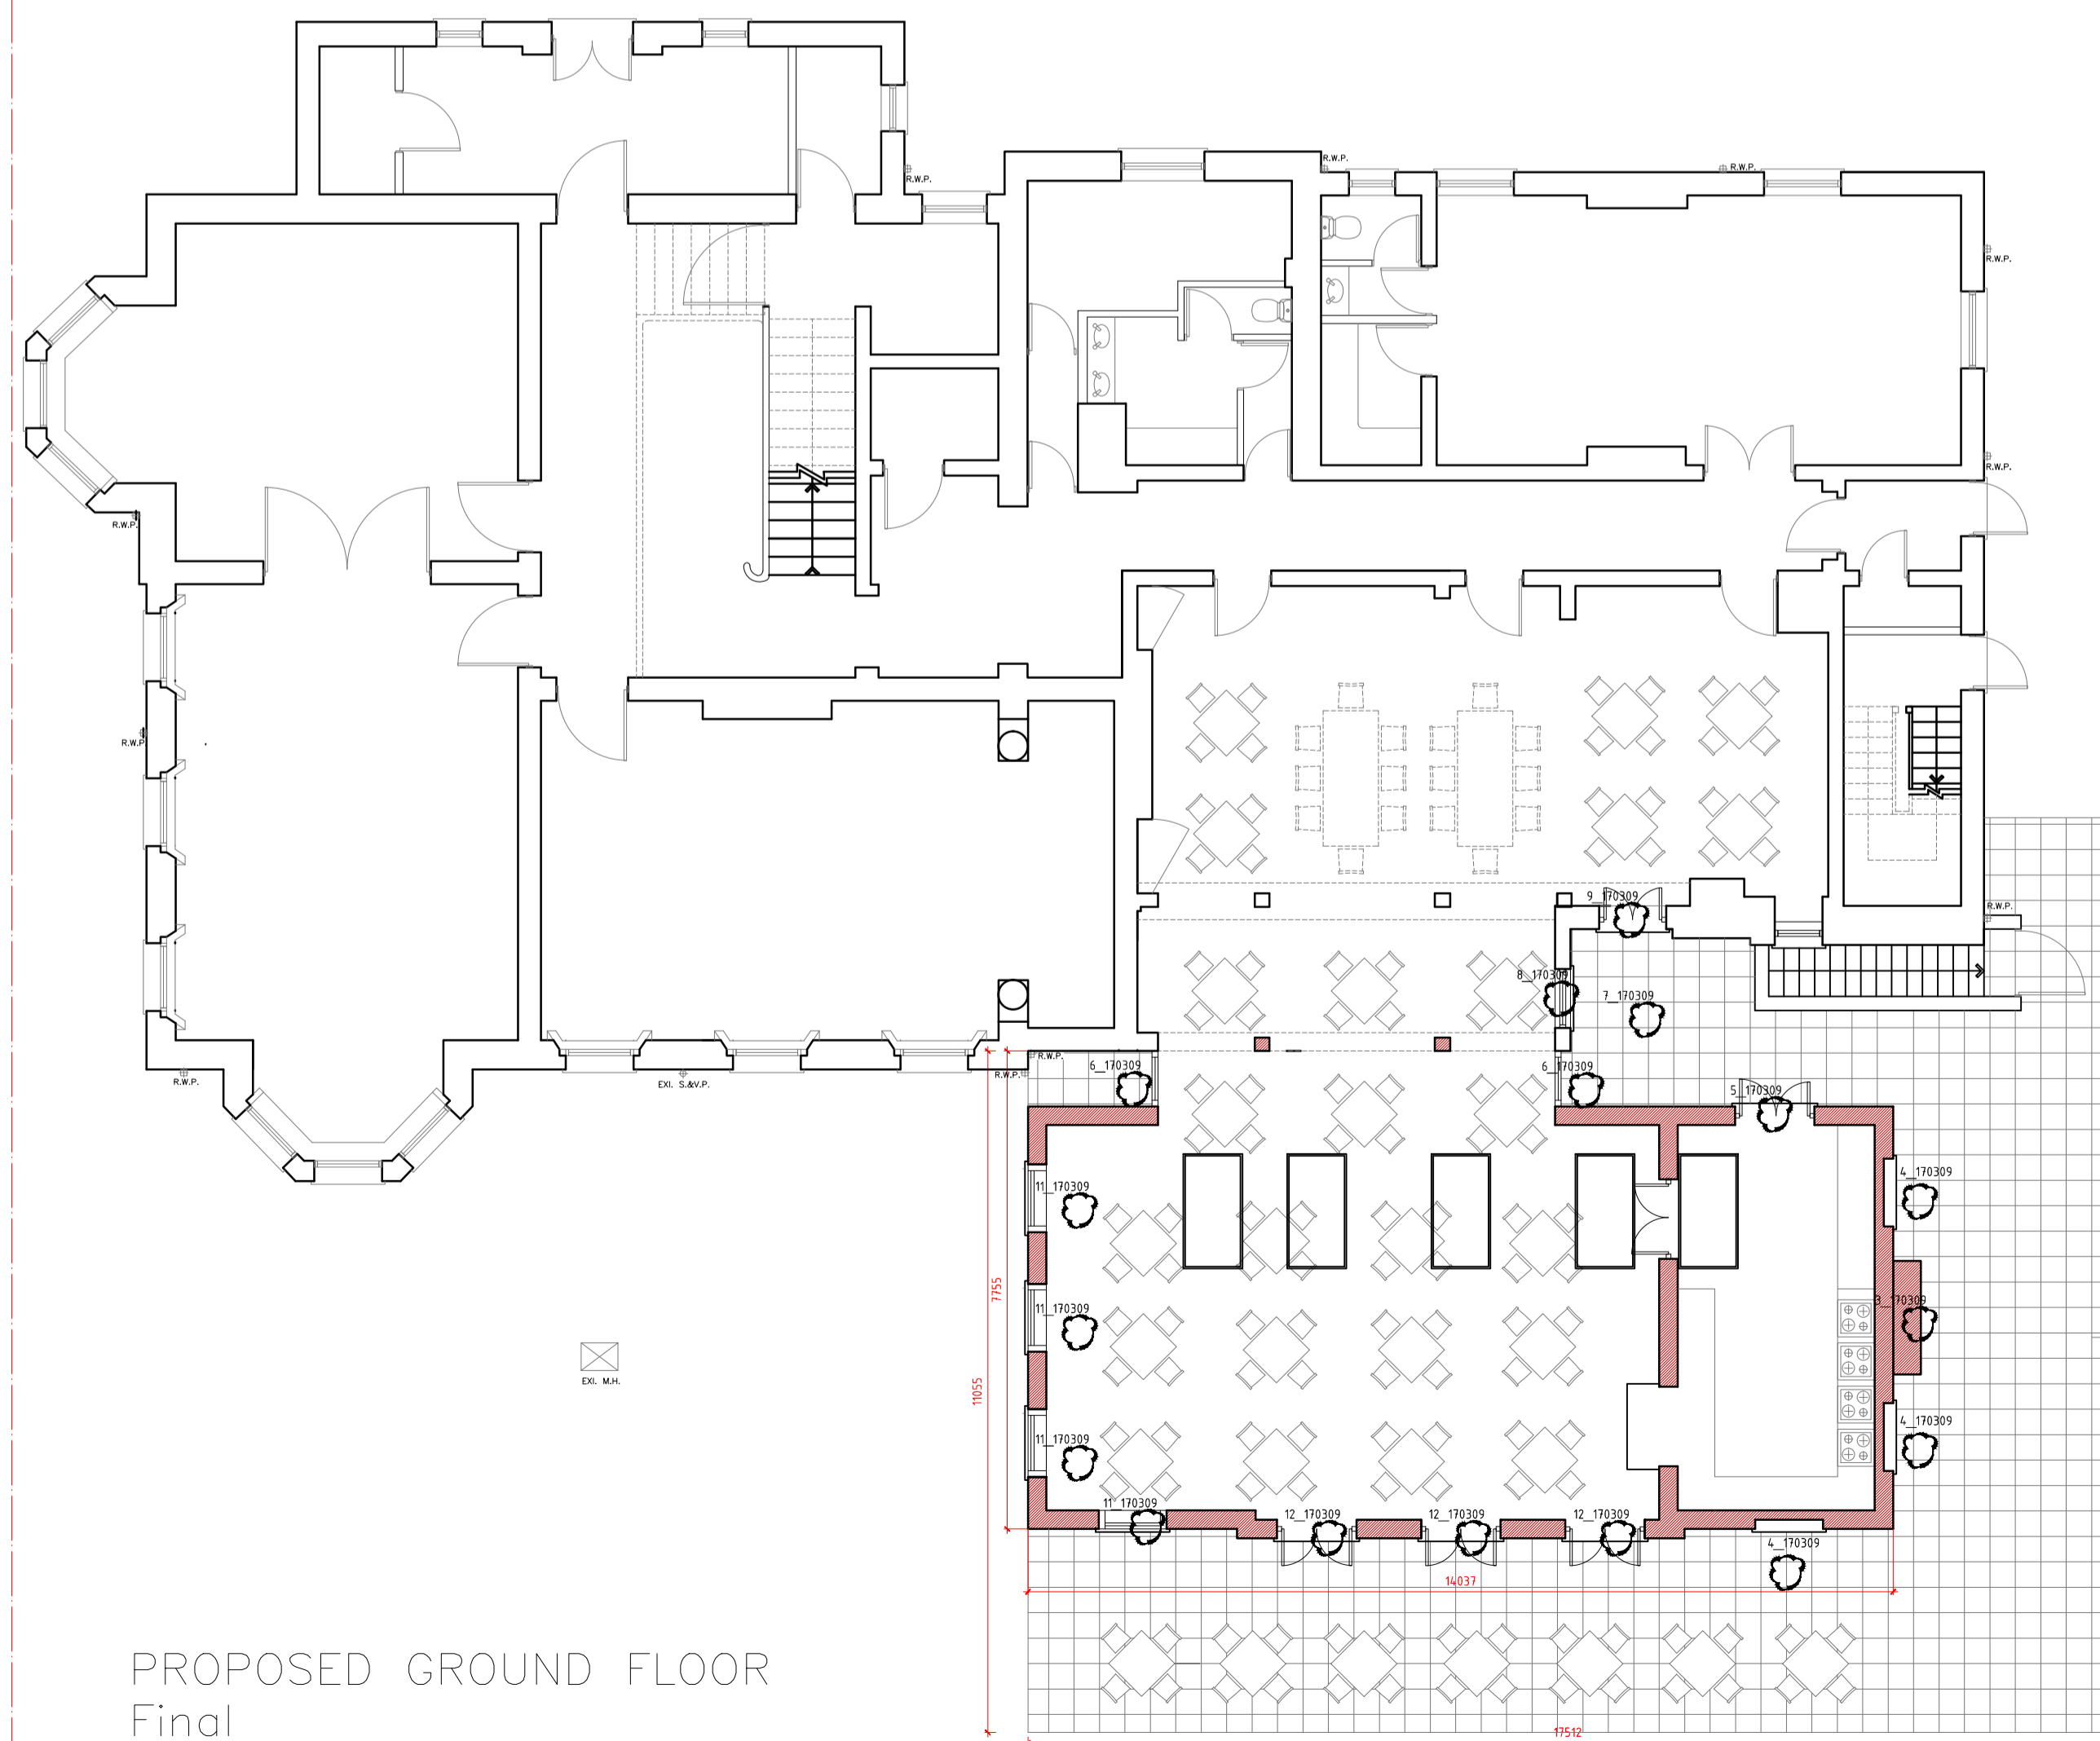 R.W.P.
R.W.P.
R.W.P.
R.W.P.
R.W.P.
R.W.P.
R.W.P.
9_170309
R.W.P.
8_170309
7_170309
R.W.P.
6_170309
6_170309
R.W.P.
R.W.P.
EXI. S.&V.P.
5_170309
4_170309
11_170309
7755
3_170309
11_170309
EXI. M.H.
11055
11_170309
4_170309
11_170309
12_170309
12_170309
12_170309
4_170309
14037
PROPOSED GROUND FLOOR
Final
17512